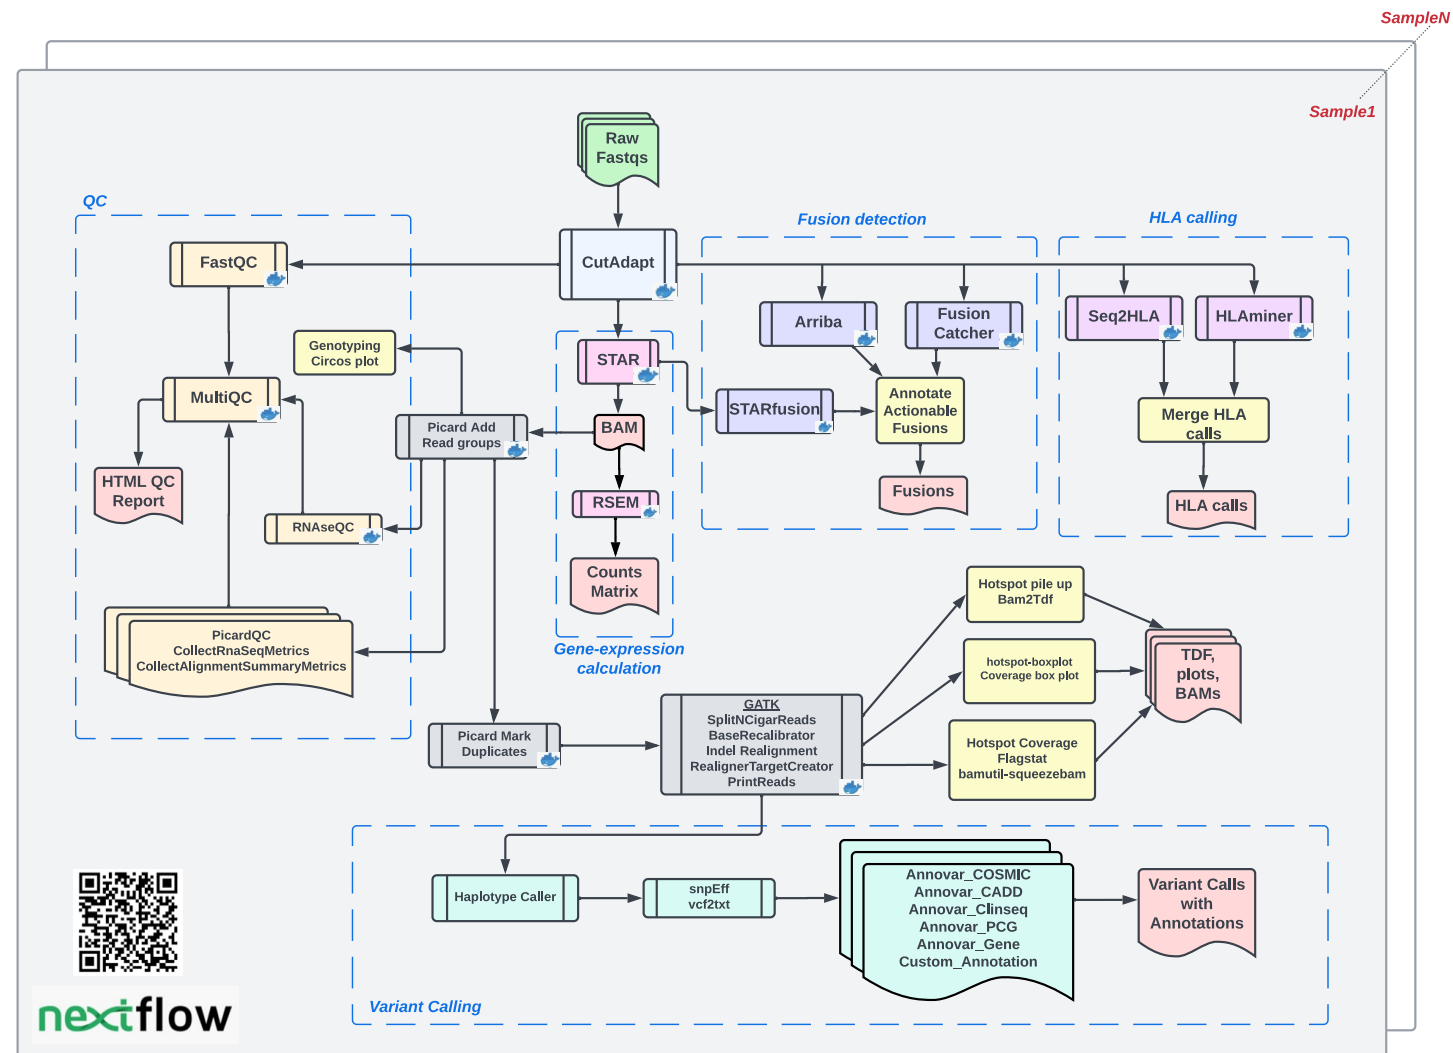 SampleN
Sample1
Raw
Fastqs
QC
Fusion detection
HLA calling
FastQC
CutAdapt
Arriba
Fusion
Catcher
Seq2HLA
HLAminer
Genotyping
Circos plot
STAR
MultiQC
STARfusion
Annotate
Actionable
Fusions
Merge HLA
calls
Picard Add
Read groups
BAM
HTML QC
Report
RSEM
Fusions
HLA calls
RNAseQC
Counts
Matrix
Hotspot pile up
Bam2Tdf
PicardQC
CollectRnaSeqMetrics
CollectAlignmentSummaryMetrics
Gene-expression
calculation
hotspot-boxplot
Coverage box plot
TDF,
plots,
BAMs
GATK
SplitNCigarReads
BaseRecalibrator
Indel Realignment
RealignerTargetCreator
PrintReads
Picard Mark
Duplicates
Hotspot Coverage
Flagstat
bamutil-squeezebam
Haplotype Caller
snpEff
vcf2txt
Annovar_COSMIC
Annovar_CADD
Annovar_Clinseq
Annovar_PCG
Annovar_Gene
Custom_Annotation
Variant Calls
with
Annotations
Variant Calling
nextflow